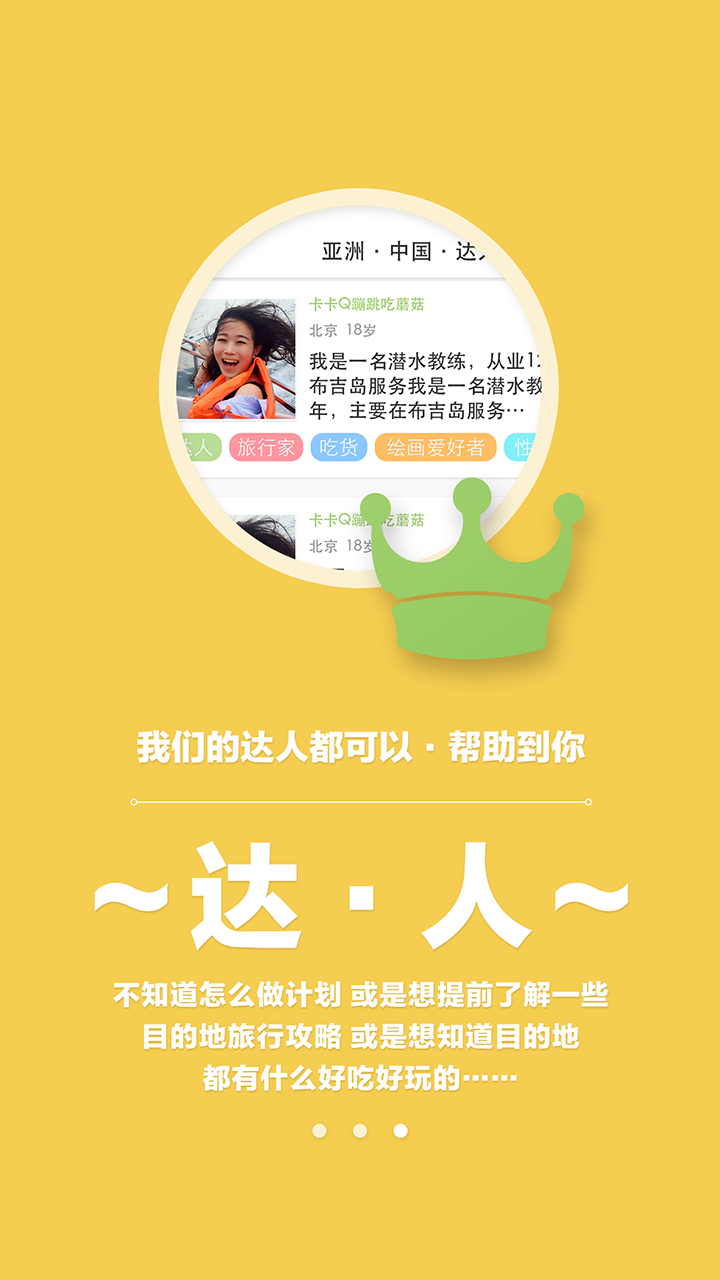 亚洲 · 中国 · 达
卡卡Q蹦跳吃蘑菇
北京 18岁
我是一名潜水教练，从业1
布吉岛服务我是一名潜水教
年，主要在布吉岛服务…
达人 旅行家 吃货 绘画爱好者 性
卡卡Q蹦跳吃蘑菇
北京 18岁
我们的达人都可以 · 帮助到你
~达 · 人~
不知道怎么做计划 或是想提前了解一些
目的地旅行攻略 或是想知道目的地
都有什么好吃好玩的……